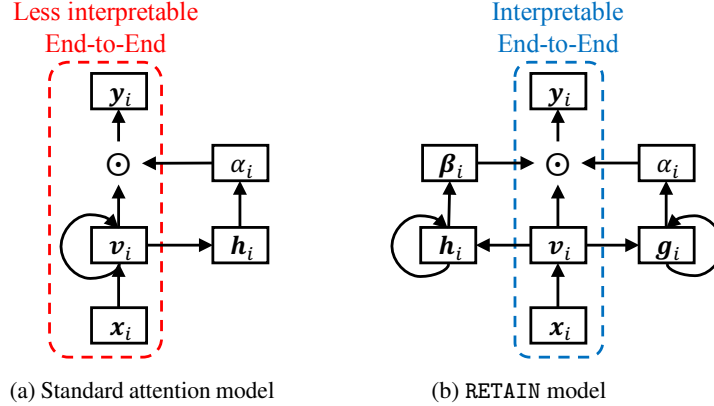 Less interpretable
End-to-End
yᵢ
⊙
αᵢ
vᵢ
hᵢ
xᵢ
(a) Standard attention model
Interpretable
End-to-End
yᵢ
βᵢ
⊙
αᵢ
hᵢ
vᵢ
gᵢ
xᵢ
(b) RETAIN model